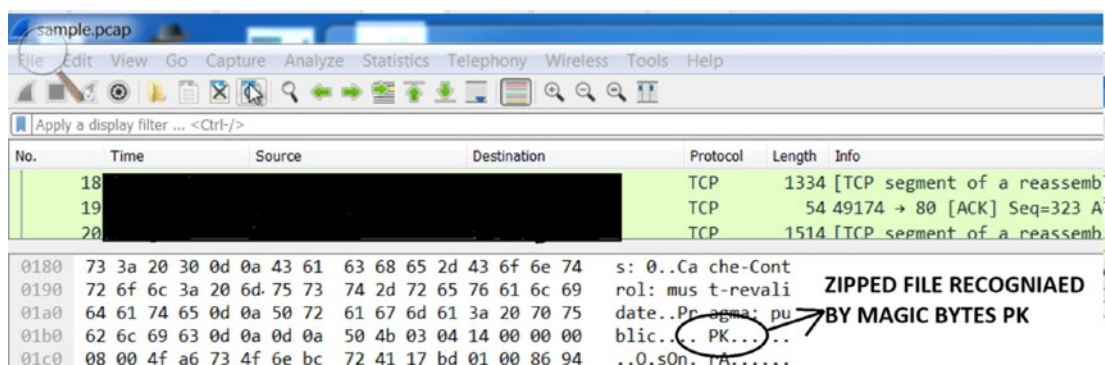 sample.pcap
File Edit View Go Capture Analyze Statistics Telephony Wireless Tools Help
Apply a display filter ... <Ctrl-/>
No. Time Source Destination Protocol Length Info
18 TCP 1334 [TCP segment of a reassemb
19 TCP 54 49174 → 80 [ACK] Seq=323 A
20 TCP 1514 [TCP segment of a reassemb
0180 73 3a 20 30 0d 0a 43 61 63 68 65 2d 43 6f 6e 74 s: 0..Ca che-Cont
0190 72 6f 6c 3a 20 6d 75 73 74 2d 72 65 76 61 6c 69 rol: mus t-revali
ZIPPED FILE RECOGNIAED
01a0 64 61 74 65 0d 0a 50 72 61 67 6d 61 3a 20 70 75 date..Pr agma: pu
BY MAGIC BYTES PK
01b0 62 6c 69 63 0d 0a 0d 0a 50 4b 03 04 14 00 00 00 blic.... PK......
01c0 08 00 4f a6 73 4f 6e bc 72 41 17 bd 01 00 86 94 ..O.sOn. rA......